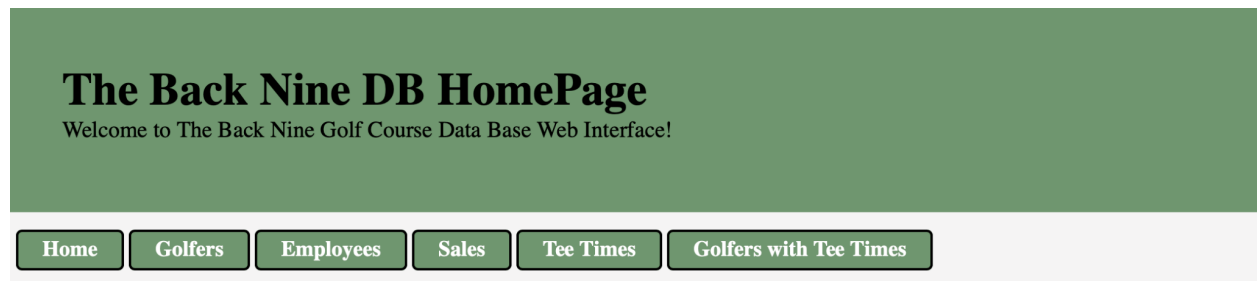 The Back Nine DB HomePage
Welcome to The Back Nine Golf Course Data Base Web Interface!
Home Golfers Employees Sales Tee Times Golfers with Tee Times